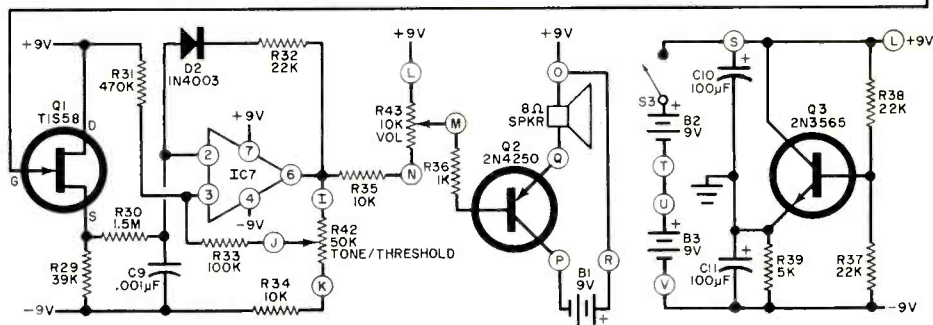 +9V
R31
470K
D2
1N4003
R32
22K
+9V
L
R43
10K
VOL
M
N
+9V
O
8Ω
SPKR
Q
S
+
C10
100µF
S3
+
B2
9V
T
U
+
B3
9V
V
L
+9V
R38
22K
Q3
2N3565
Q1
TIS58
D
G
S
+9V
2
7
3
IC7
6
4
-9V
R35
10K
R36
1K
Q2
2N4250
R30
1.5M
R29
39K
C9
.001µF
R33
100K
J
I
R42
50K
TONE/THRESHOLD
K
R34
10K
P
R
B1
9V
+
+
C11
100µF
R39
5K
R37
22K
-9V
-9V